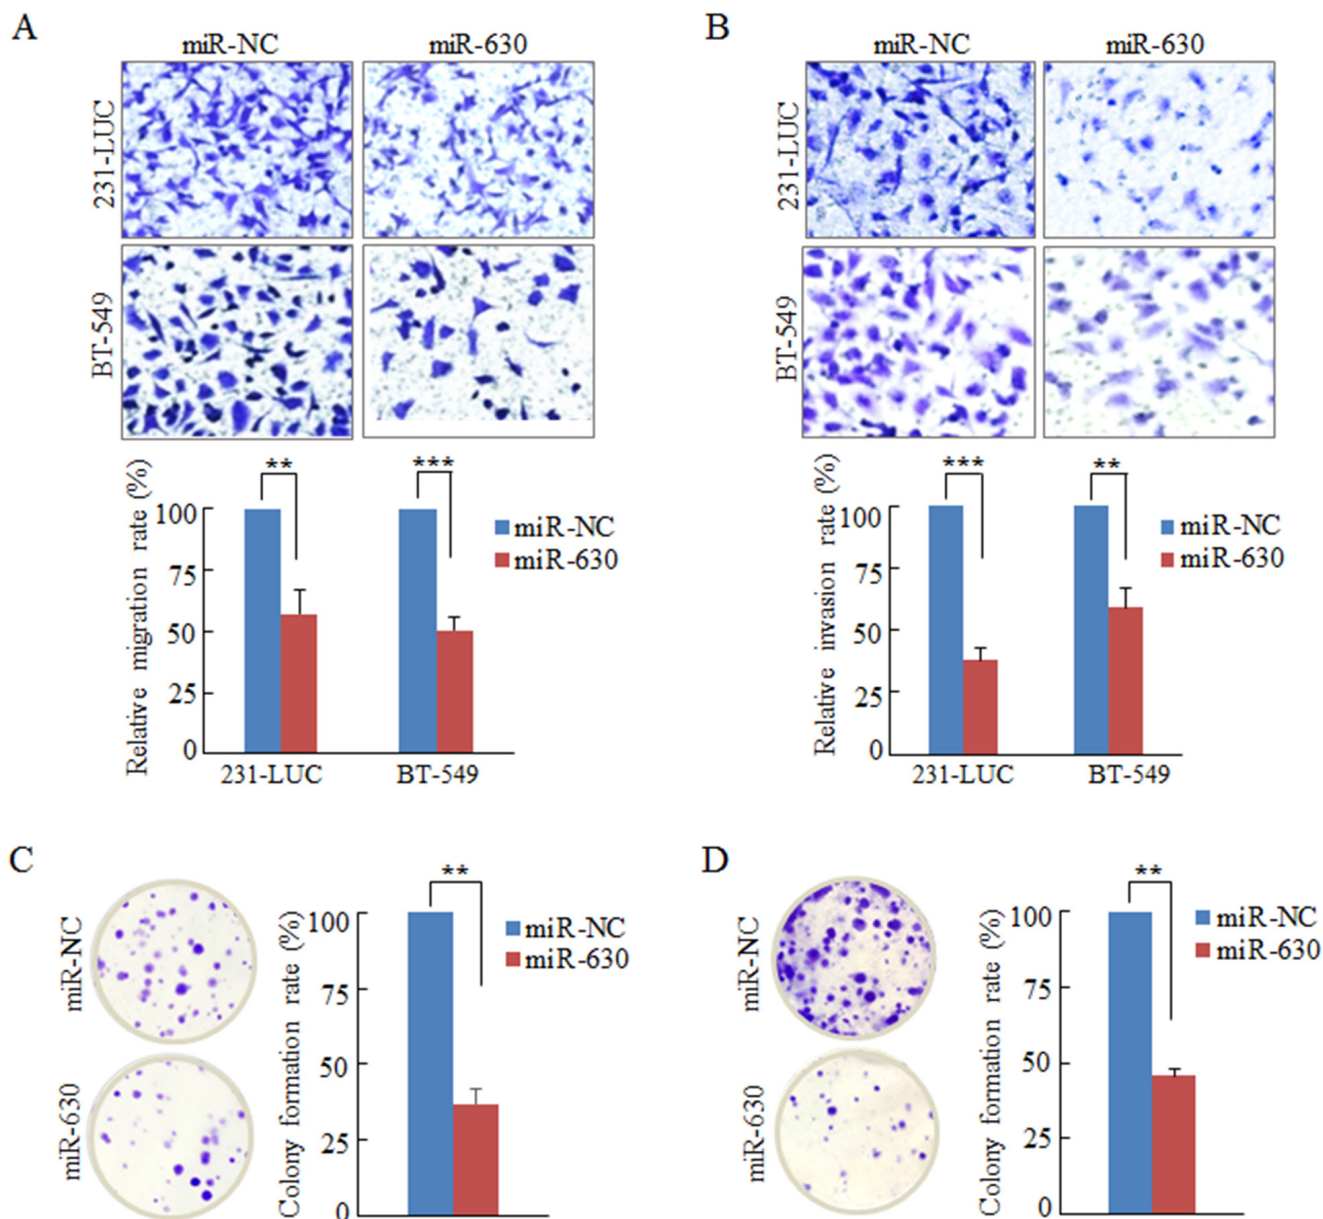 A
miR-NC
miR-630
231-LUC
BT-549
**
***
Relative migration rate (%)
100
75
50
25
0
miR-NC
miR-630
231-LUC
BT-549
B
miR-NC
miR-630
231-LUC
BT-549
***
**
Relative invasion rate (%)
100
75
50
25
0
miR-NC
miR-630
231-LUC
BT-549
C
miR-NC
miR-630
**
Colony formation rate (%)
100
75
50
25
0
miR-NC
miR-630
D
miR-NC
miR-630
**
Colony formation rate (%)
100
75
50
25
0
miR-NC
miR-630